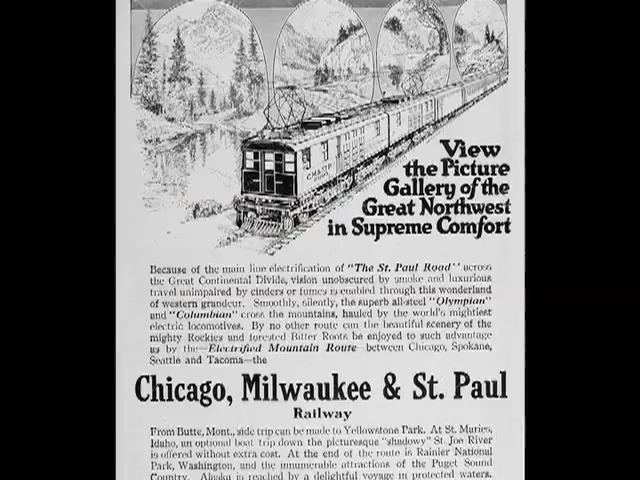 View
the Picture
Gallery of the
Great Northwest
in Supreme Comfort
Because of the main line electrification of "The St. Paul Road" across
the Great Continental Divide, vision unobscured by smoke and luxurious
travel unimpaired by cinders or fumes is enabled through this wonderland
of western grandeur. Smoothly, silently, the superb all-steel "Olympian"
and "Columbian" cross the mountains, hauled by the world's mightiest
electric locomotives. By no other route can the beautiful scenery of the
mighty Rockies and forested Bitter Roots be enjoyed to such advantage
as by the—Electrified Mountain Route—between Chicago, Spokane,
Seattle and Tacoma—the
Chicago, Milwaukee & St. Paul
Railway
From Butte, Mont., side trip can be made to Yellowstone Park. At St. Maries,
Idaho, an optional boat trip down the picturesque "shadowy" St. Joe River
is offered without extra cost. At the end of the route is Rainier National
Park, Washington, and the innumerable attractions of the Puget Sound
Country. Alaska is reached by a delightful voyage in protected waters.